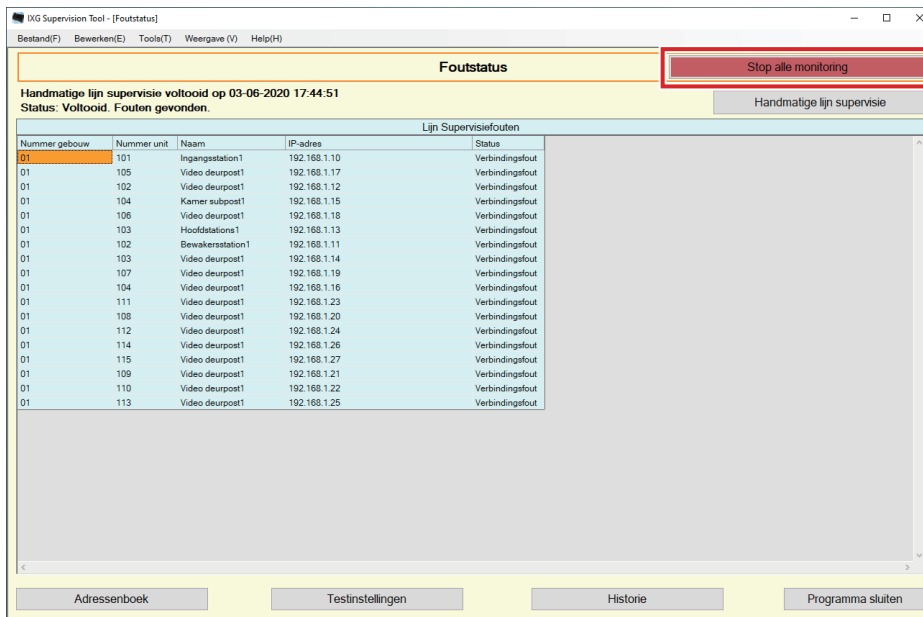 IXG Supervision Tool - [Foutstatus]
Bestand(F) Bewerken(E) Tools(T) Weergave (V) Help(H)
Foutstatus
Stop alle monitoring
Handmatige lijn supervisie voltooid op 03-06-2020 17:44:51
Status: Voltooid. Fouten gevonden.
Handmatige lijn supervisie
Lijn Supervisiefouten
Nummer gebouw Nummer unit Naam IP-adres Status
01 101 Ingangsstation1 192.168.1.10 Verbindingsfout
01 105 Video deurpost1 192.168.1.17 Verbindingsfout
01 102 Video deurpost1 192.168.1.12 Verbindingsfout
01 104 Kamer subpost1 192.168.1.15 Verbindingsfout
01 106 Video deurpost1 192.168.1.18 Verbindingsfout
01 103 Hoofdstations1 192.168.1.13 Verbindingsfout
01 102 Bewakersstation1 192.168.1.11 Verbindingsfout
01 103 Video deurpost1 192.168.1.14 Verbindingsfout
01 107 Video deurpost1 192.168.1.19 Verbindingsfout
01 104 Video deurpost1 192.168.1.16 Verbindingsfout
01 111 Video deurpost1 192.168.1.23 Verbindingsfout
01 108 Video deurpost1 192.168.1.20 Verbindingsfout
01 112 Video deurpost1 192.168.1.24 Verbindingsfout
01 114 Video deurpost1 192.168.1.26 Verbindingsfout
01 115 Video deurpost1 192.168.1.27 Verbindingsfout
01 109 Video deurpost1 192.168.1.21 Verbindingsfout
01 110 Video deurpost1 192.168.1.22 Verbindingsfout
01 113 Video deurpost1 192.168.1.25 Verbindingsfout
Adressenboek Testinstellingen Historie Programma sluiten